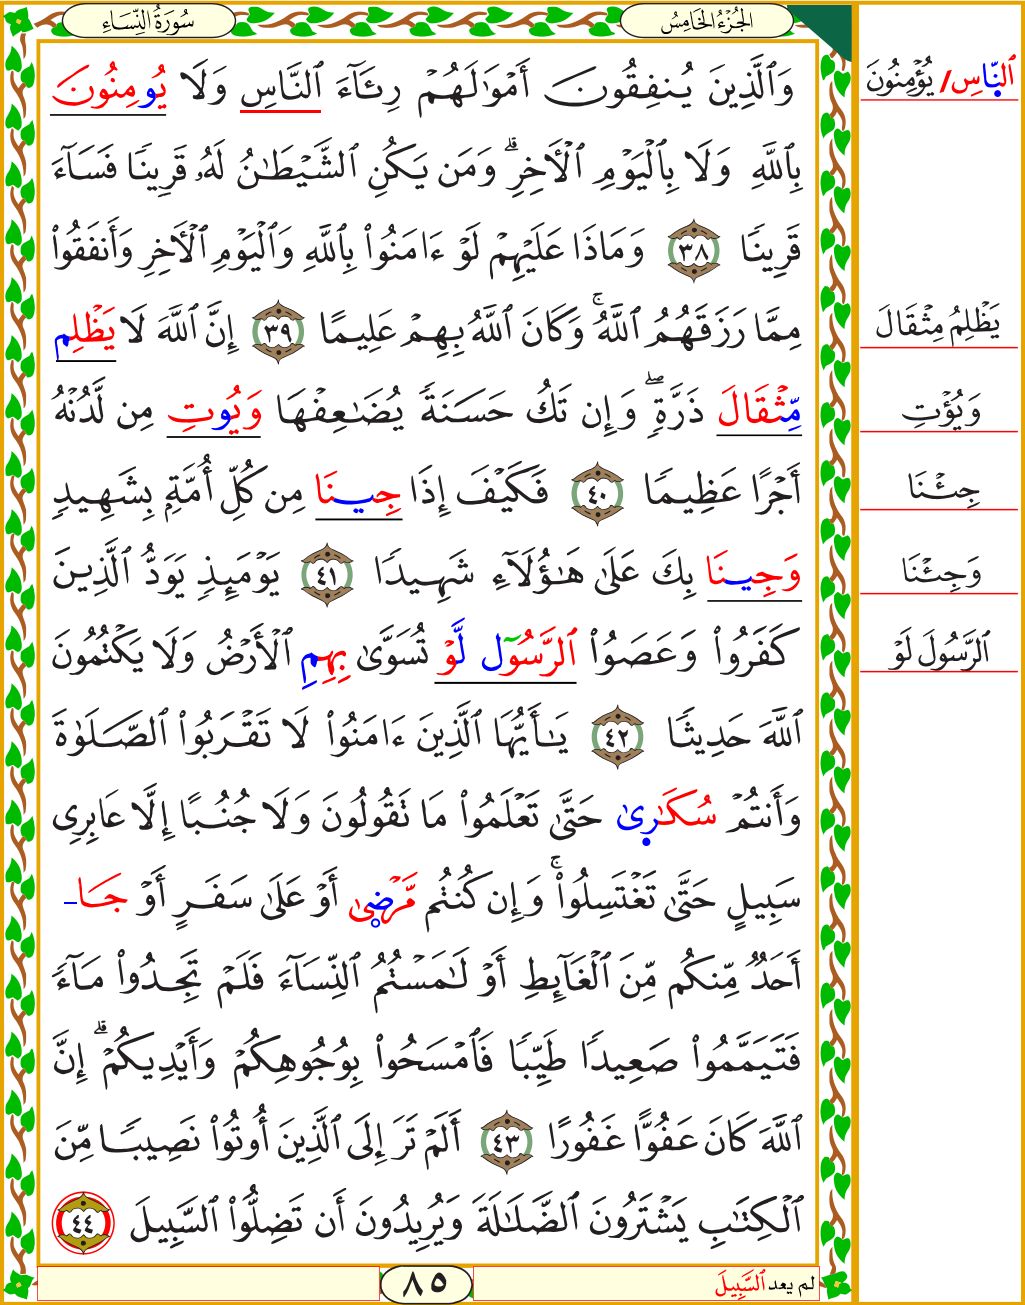 سُورَةُ النِّسَاءِ
الجُزْءُ الخَامِسُ
وَٱلَّذِينَ يُنفِقُونَ أَمْوَٰلَهُمْ رِئَآءَ ٱلنَّاسِ وَلَا يُومِنُونَ
بِٱللَّهِ وَلَا بِٱلْيَوْمِ ٱلْأَخِرِ ۗ وَمَن يَكُنِ ٱلشَّيْطَٰنُ لَهُۥ قَرِينًا فَسَآءَ
قَرِينًا ٣٨ وَمَاذَا عَلَيْهِمْ لَوْ ءَامَنُوا۟ بِٱللَّهِ وَٱلْيَوْمِ ٱلْأَخِرِ وَأَنفَقُوا۟
مِمَّا رَزَقَهُمُ ٱللَّهُ ۚ وَكَانَ ٱللَّهُ بِهِمْ عَلِيمًا ٣٩ إِنَّ ٱللَّهَ لَا يَظْلِم
مِّثْقَالَ ذَرَّةٍ ۖ وَإِن تَكُ حَسَنَةً يُضَٰعِفْهَا وَيُوتِ مِن لَّدُنْهُ
أَجْرًا عَظِيمًا ٤٠ فَكَيْفَ إِذَا جِينَا مِن كُلِّ أُمَّةٍۭ بِشَهِيدٍ
وَجِينَا بِكَ عَلَىٰ هَٰٓؤُلَآءِ شَهِيدًا ٤١ يَوْمَئِذٍ يَوَدُّ ٱلَّذِينَ
كَفَرُوا۟ وَعَصَوُا۟ ٱلرَّسُوٓل لَّوْ تُسَوَّىٰ بِهِمِ ٱلْأَرْضُ وَلَا يَكْتُمُونَ
ٱللَّهَ حَدِيثًا ٤٢ يَٰٓأَيُّهَا ٱلَّذِينَ ءَامَنُوا۟ لَا تَقْرَبُوا۟ ٱلصَّلَوٰةَ
وَأَنتُمْ سُكَٰرِىٰ حَتَّىٰ تَعْلَمُوا۟ مَا تَقُولُونَ وَلَا جُنُبًا إِلَّا عَابِرِى
سَبِيلٍ حَتَّىٰ تَغْتَسِلُوا۟ ۚ وَإِن كُنتُم مَّرْضِىٰ أَوْ عَلَىٰ سَفَرٍ أَوْ جَا
أَحَدٌ مِّنكُم مِّنَ ٱلْغَآئِطِ أَوْ لَٰمَسْتُمُ ٱلنِّسَآءَ فَلَمْ تَجِدُوا۟ مَآءً
فَتَيَمَّمُوا۟ صَعِيدًا طَيِّبًا فَٱمْسَحُوا۟ بِوُجُوهِكُمْ وَأَيْدِيكُمْ ۗ إِنَّ
ٱللَّهَ كَانَ عَفُوًّا غَفُورًا ٤٣ أَلَمْ تَرَ إِلَى ٱلَّذِينَ أُوتُوا۟ نَصِيبًا مِّنَ
ٱلْكِتَٰبِ يَشْتَرُونَ ٱلضَّلَٰلَةَ وَيُرِيدُونَ أَن تَضِلُّوا۟ ٱلسَّبِيلَ ٤٤
٨٥
لم يعد ٱلسَّبِيلَ
ٱلنَّاسِ/ يُؤْمِنُونَ
يَظْلِمُ مِثْقَالَ
وَيُؤْتِ
جِئْنَا
وَجِئْنَا
ٱلرَّسُولَ لَوْ